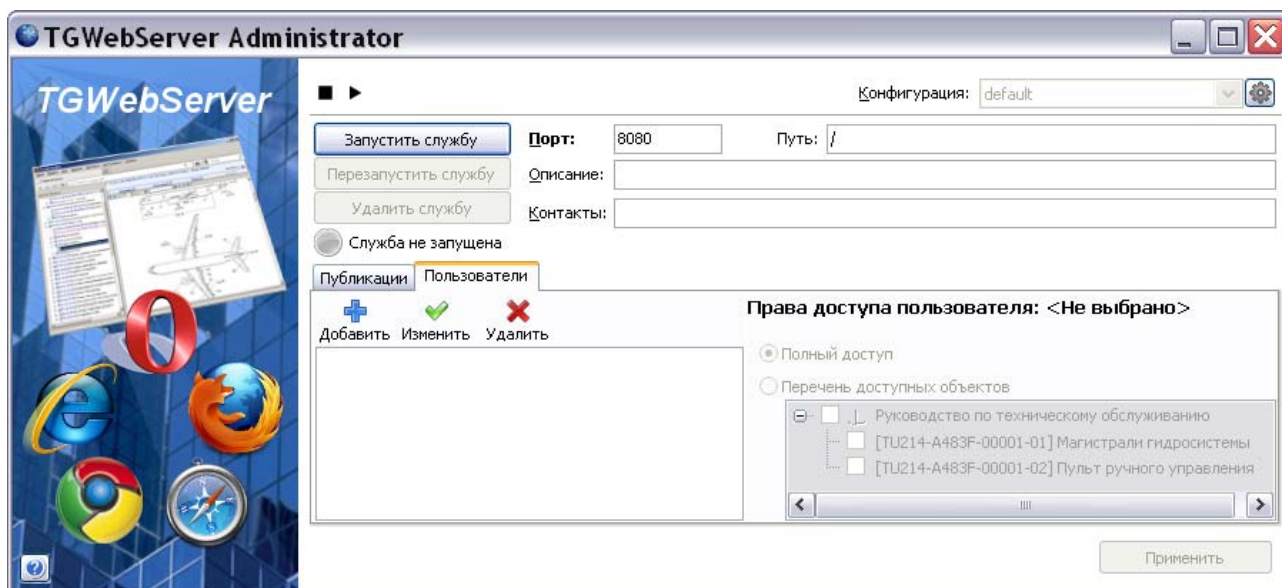 TGWebServer Administrator
TGWebServer
Конфигурация: default
Запустить службу Порт: 8080 Путь: /
Перезапустить службу Описание:
Удалить службу Контакты:
Служба не запущена
Публикации Пользователи
Добавить Изменить Удалить
Права доступа пользователя: <Не выбрано>
Полный доступ
Перечень доступных объектов
Руководство по техническому обслуживанию
[TU214-A483F-00001-01] Магистрали гидросистемы
[TU214-A483F-00001-02] Пульт ручного управления
Применить